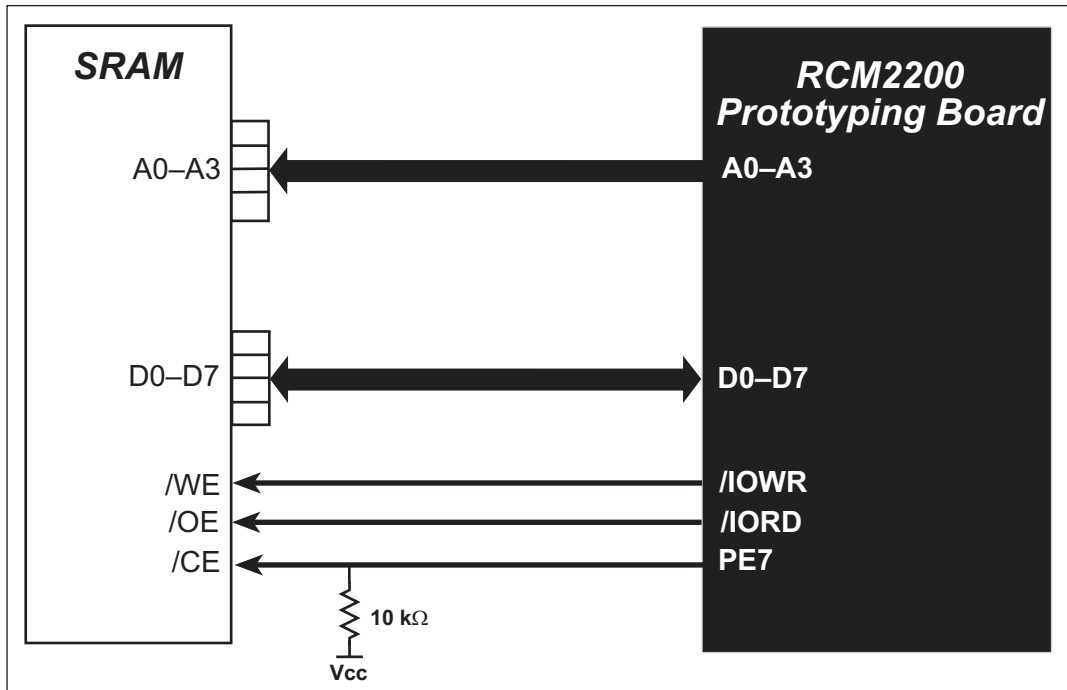 SRAM
RCM2200
Prototyping Board
A0–A3
A0–A3
D0–D7
D0–D7
/WE
/IOWR
/OE
/IORD
/CE
PE7
10 kΩ
Vcc